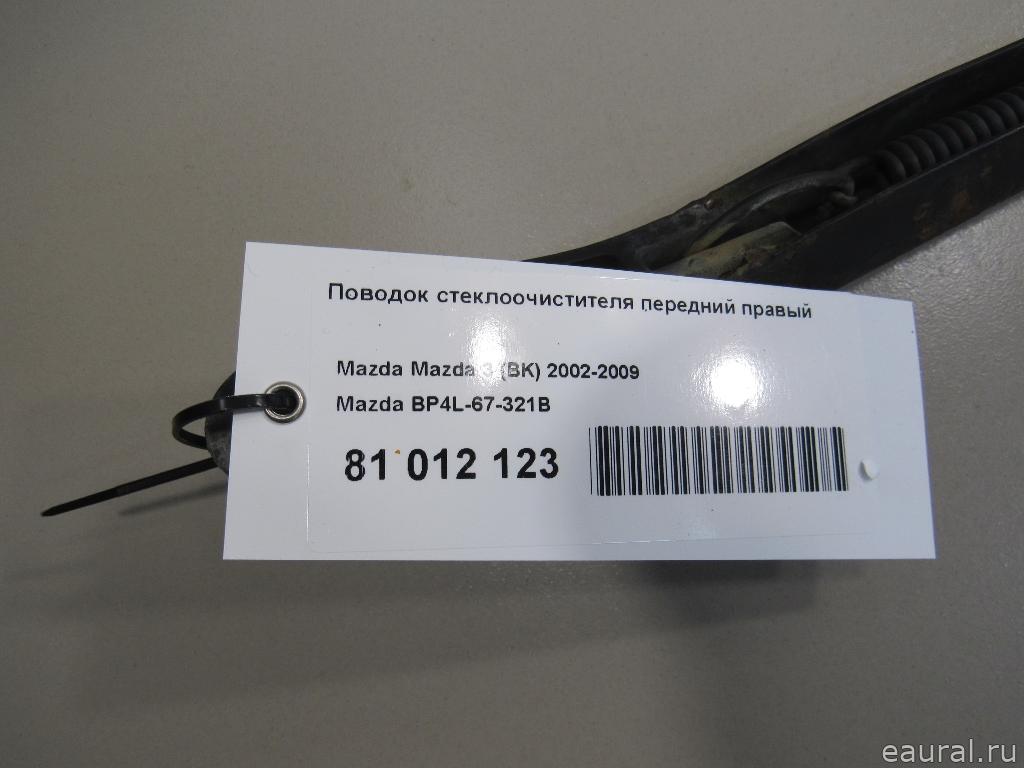 Поводок стеклоочистителя передний правый
Mazda Mazda 3 (BK) 2002-2009
Mazda BP4L-67-321B
81 012 123
eaural.ru